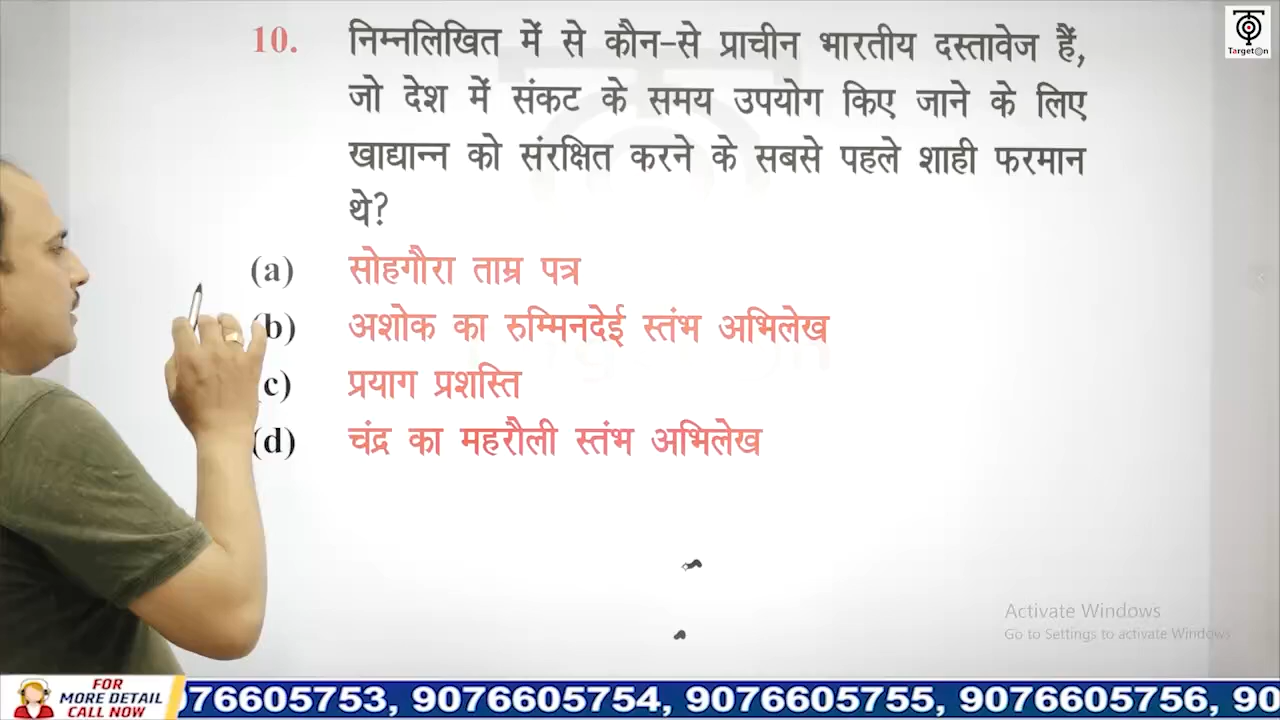 TargetOn
10. निम्नलिखित में से कौन-से प्राचीन भारतीय दस्तावेज हैं,
जो देश में संकट के समय उपयोग किए जाने के लिए
खाद्यान्न को संरक्षित करने के सबसे पहले शाही फरमान
थे?
(a) सोहगौरा ताम्र पत्र
(b) अशोक का रुम्मिनदेई स्तंभ अभिलेख
(c) प्रयाग प्रशस्ति
(d) चंद्र का महरौली स्तंभ अभिलेख
Activate Windows
Go to Settings to activate Windows.
FOR
MORE DETAIL
CALL NOW
076605753, 9076605754, 9076605755, 9076605756, 90